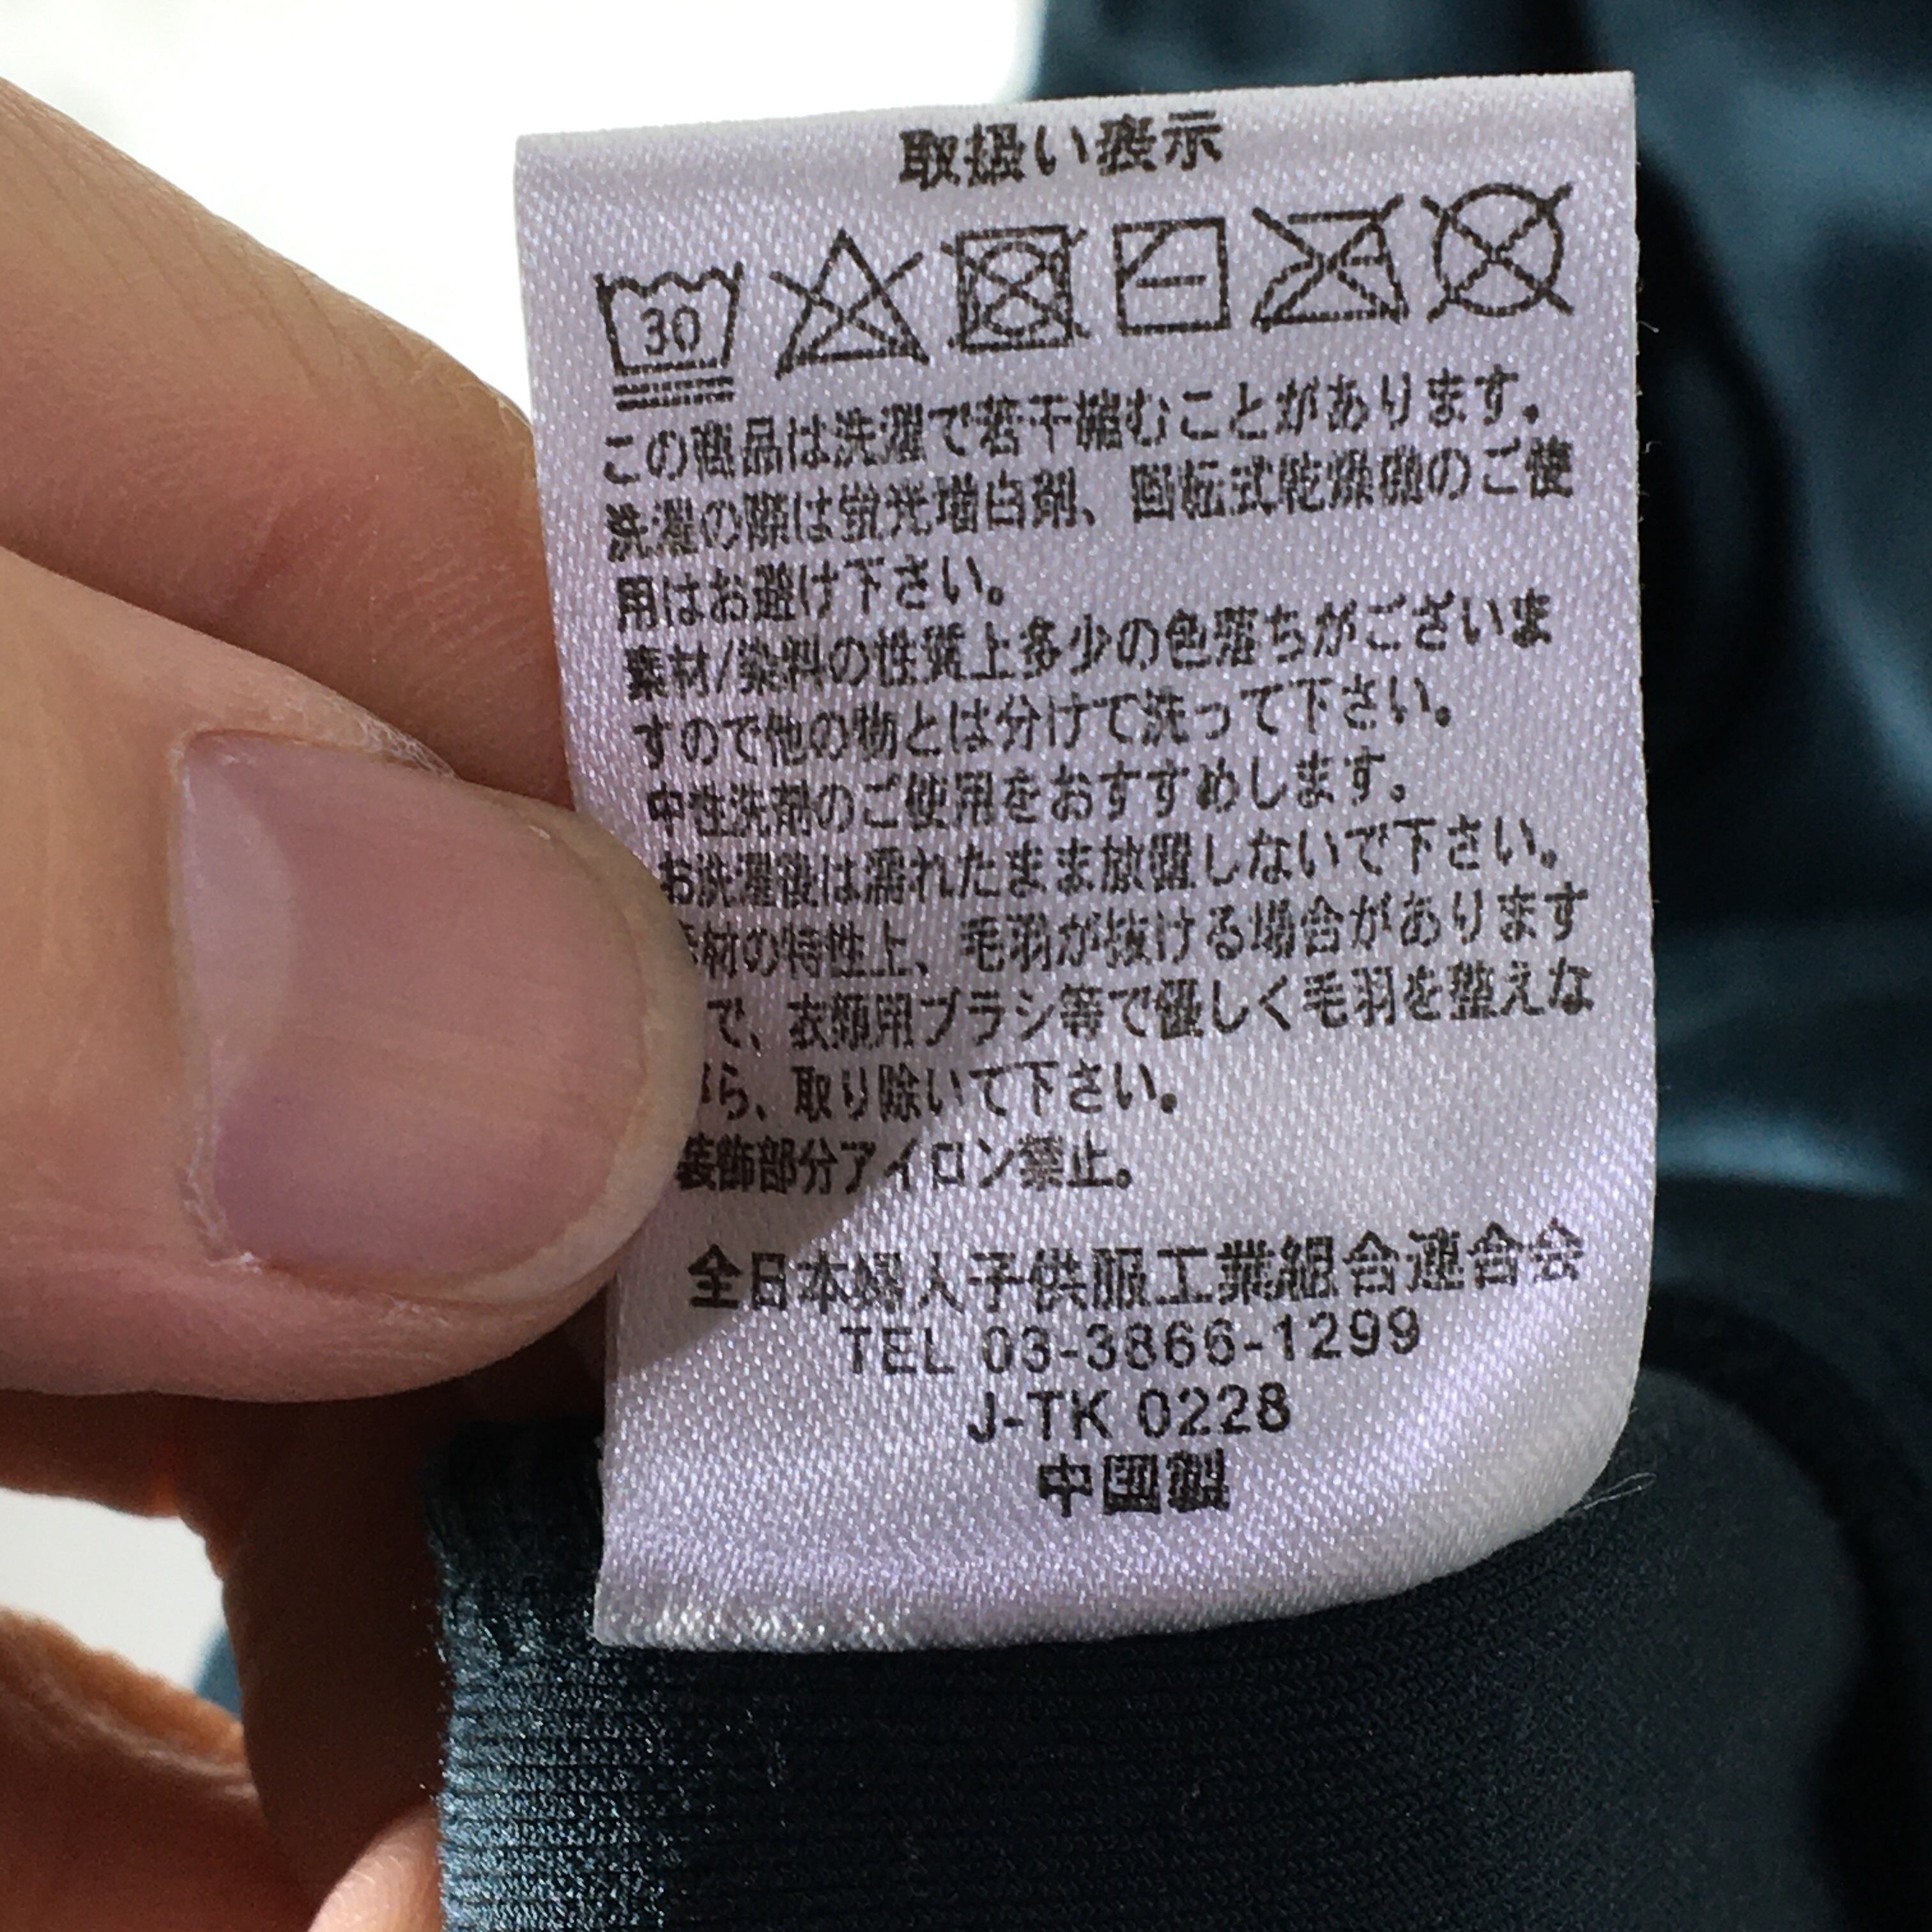 取扱い表示
30
この商品は洗濯で若干縮むことがあります。
洗濯の際は蛍光増白剤、回転式乾燥機のご使
用はお避け下さい。
素材/染料の性質上多少の色落ちがございま
すので他の物とは分けて洗って下さい。
中性洗剤のご使用をおすすめします。
お洗濯後は濡れたまま放置しないで下さい。
材の特性上、毛羽が抜ける場合があります
で、衣類用ブラシ等で優しく毛羽を整えな
ら、取り除いて下さい。
装飾部分アイロン禁止。
全日本婦人子供服工業組合連合会
TEL 03-3866-1299
J-TK 0228
中国製